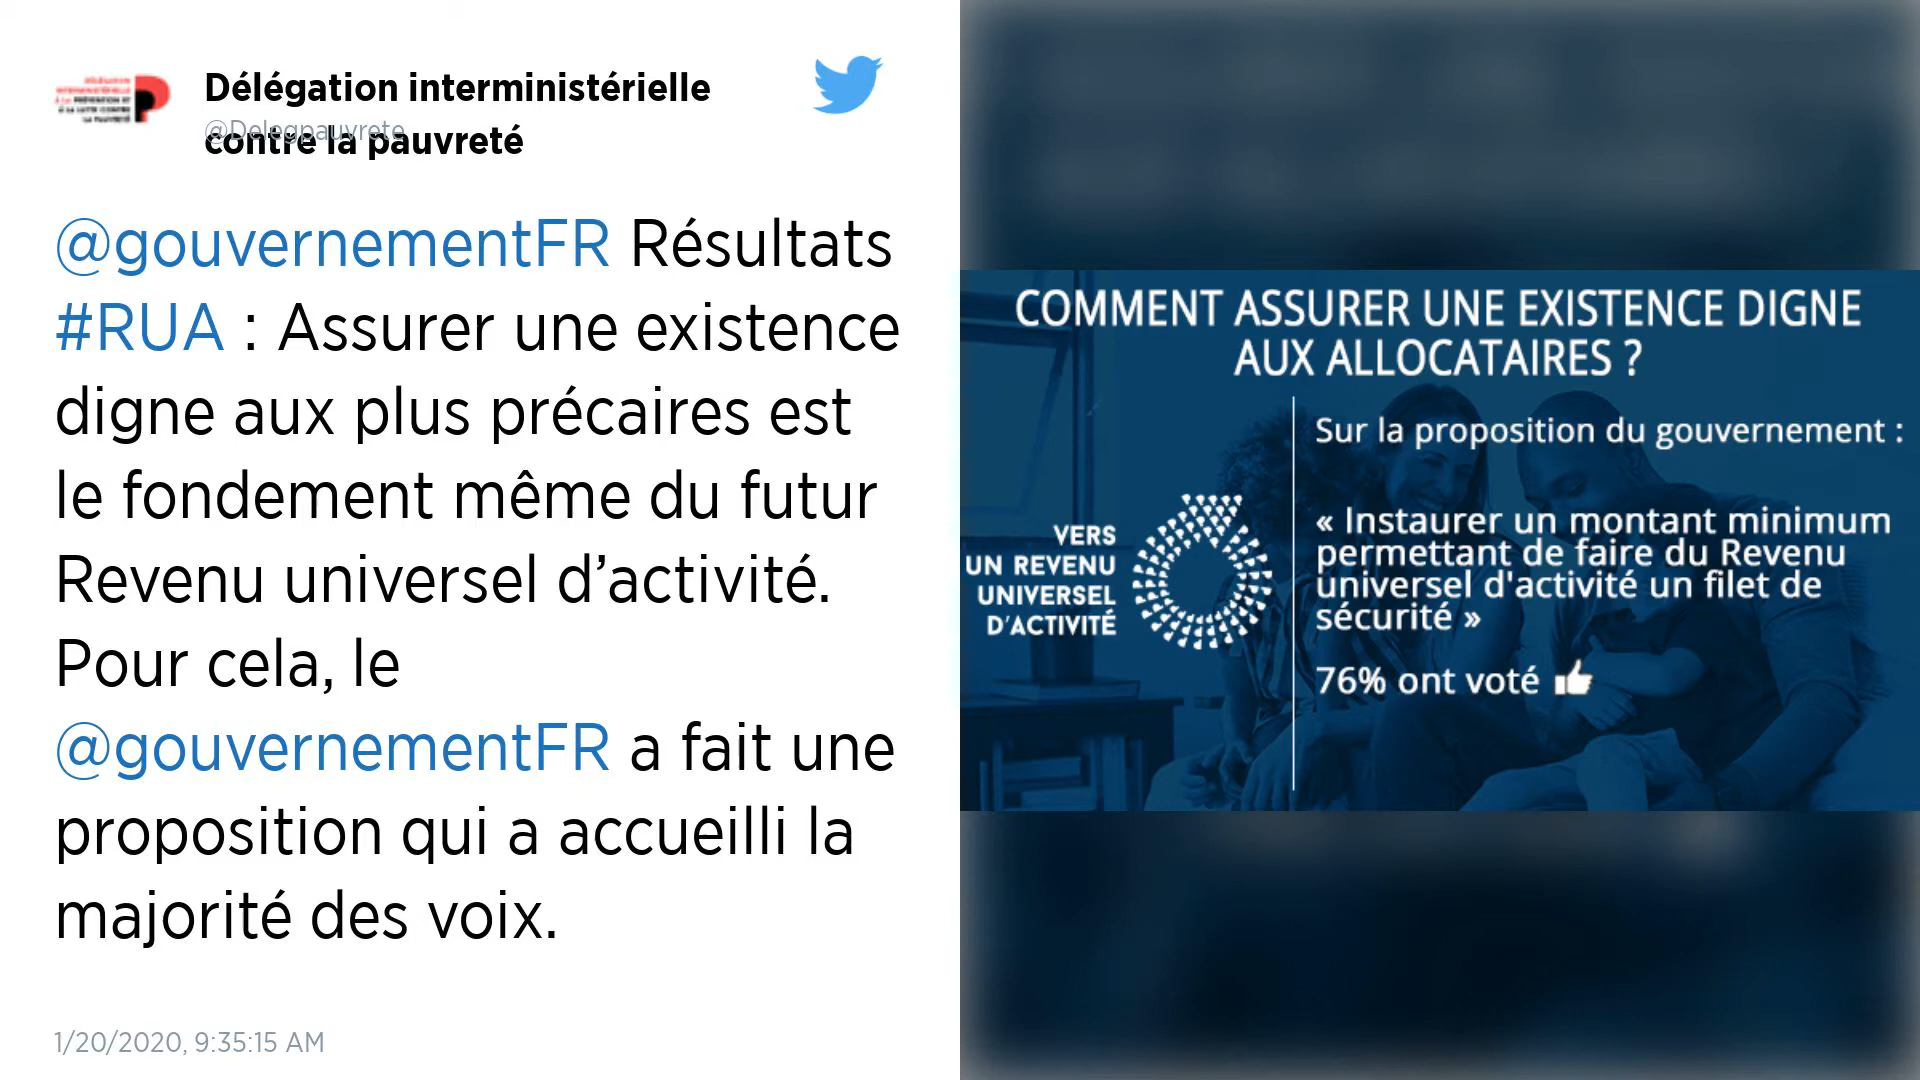 Délégation interministérielle
@Delegpauvrete
contre la pauvreté
@gouvernementFR Résultats
#RUA : Assurer une existence
digne aux plus précaires est
le fondement même du futur
Revenu universel d’activité.
Pour cela, le
@gouvernementFR a fait une
proposition qui a accueilli la
majorité des voix.
1/20/2020, 9:35:15 AM
COMMENT ASSURER UNE EXISTENCE DIGNE
AUX ALLOCATAIRES ?
VERS
UN REVENU
UNIVERSEL
D'ACTIVITÉ
Sur la proposition du gouvernement :
« Instaurer un montant minimum
permettant de faire du Revenu
universel d'activité un filet de
sécurité »
76% ont voté 👍